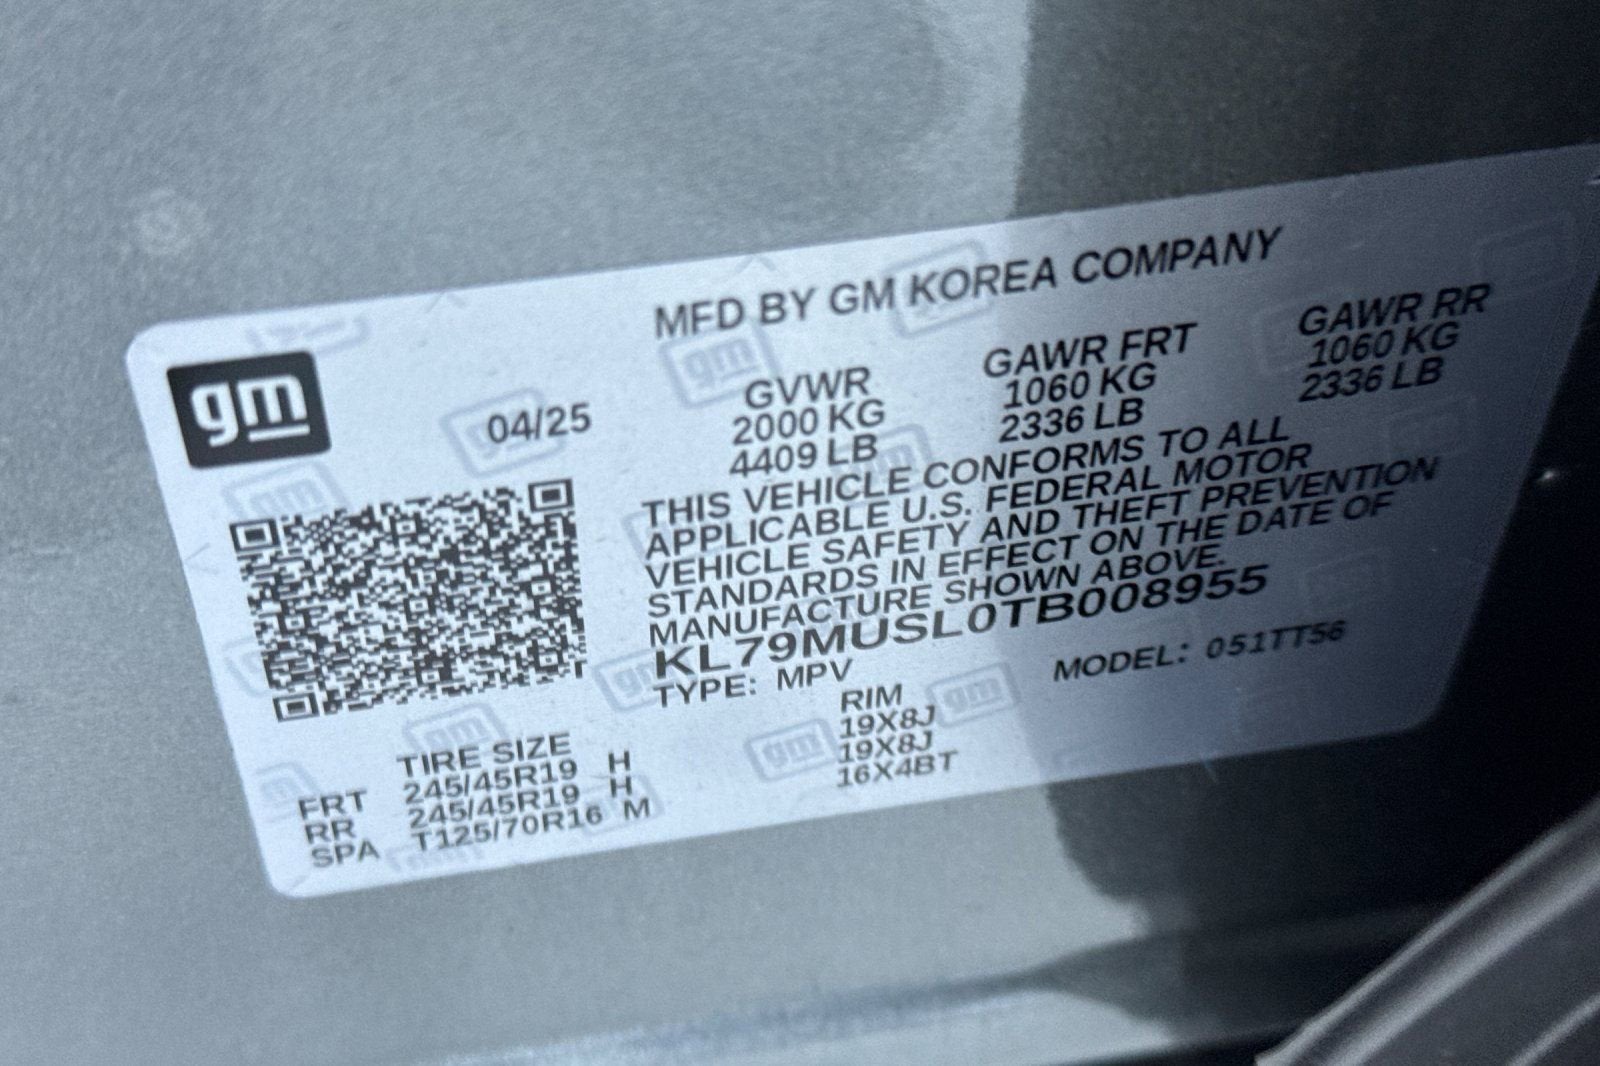 MFD BY GM KOREA COMPANY
gm
04/25
GVWR GAWR FRT GAWR RR
2000 KG 1060 KG 1060 KG
4409 LB 2336 LB 2336 LB
THIS VEHICLE CONFORMS TO ALL
APPLICABLE U.S. FEDERAL MOTOR
VEHICLE SAFETY AND THEFT PREVENTION
STANDARDS IN EFFECT ON THE DATE OF
MANUFACTURE SHOWN ABOVE.
KL79MUSL0TB008955
TYPE: MPV MODEL: 051TT56
TIRE SIZE RIM
FRT 245/45R19 H 19X8J
RR 245/45R19 H 19X8J
SPA T125/70R16 M 16X4BT